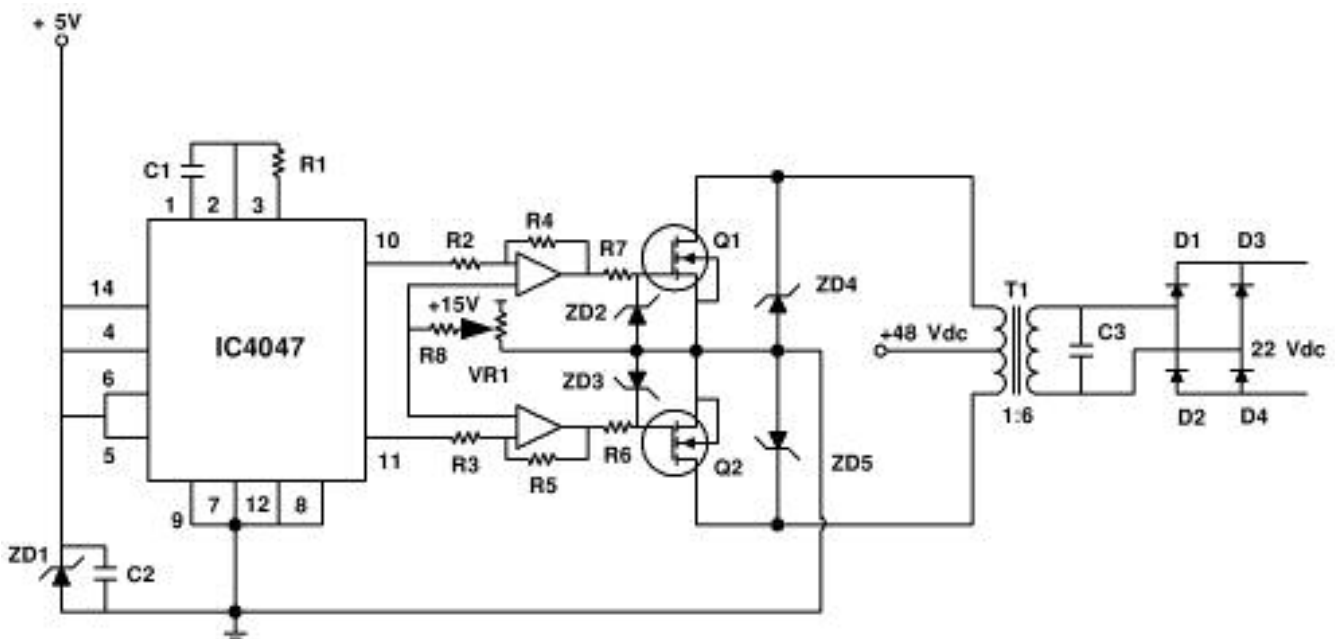 + 5V
C1
R1
1
2
3
10
R2
R4
R7
Q1
14
+15V
ZD2
ZD4
T1
D1
D3
4
IC4047
R8
VR1
+48 Vdc
C3
22 Vdc
6
ZD3
5
11
R3
R5
R6
Q2
ZD5
1:6
D2
D4
9
7
12
8
ZD1
C2